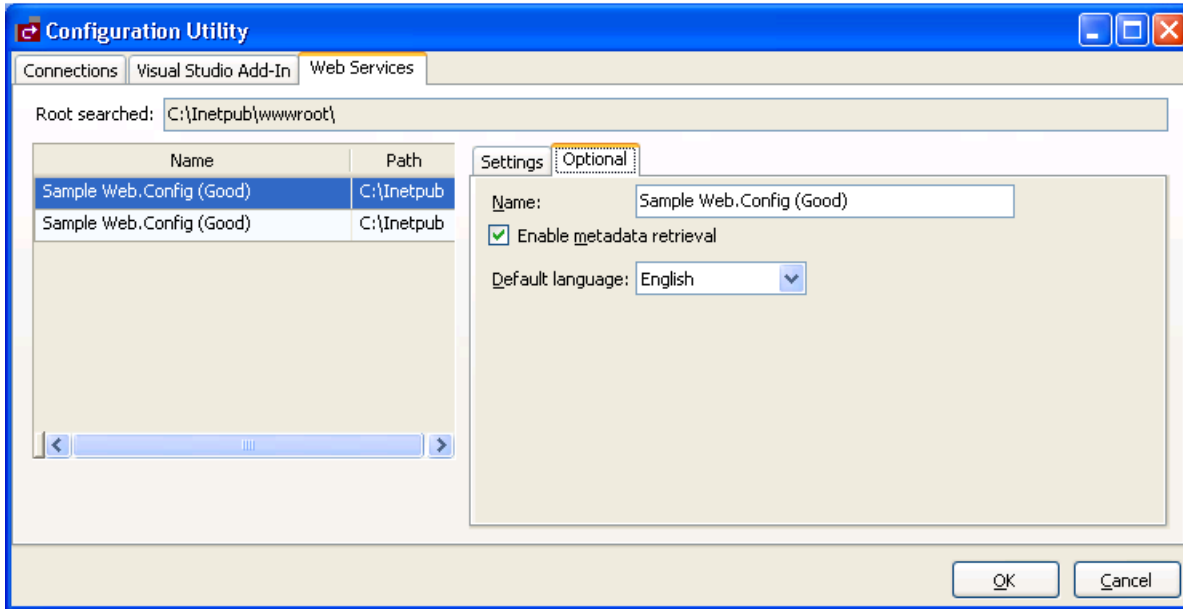 Configuration Utility
Connections Visual Studio Add-In Web Services
Root searched: C:\Inetpub\wwwroot\
Name Path
Sample Web.Config (Good) C:\Inetpub
Sample Web.Config (Good) C:\Inetpub
Settings Optional
Name: Sample Web.Config (Good)
Enable metadata retrieval
Default language: English
OK Cancel